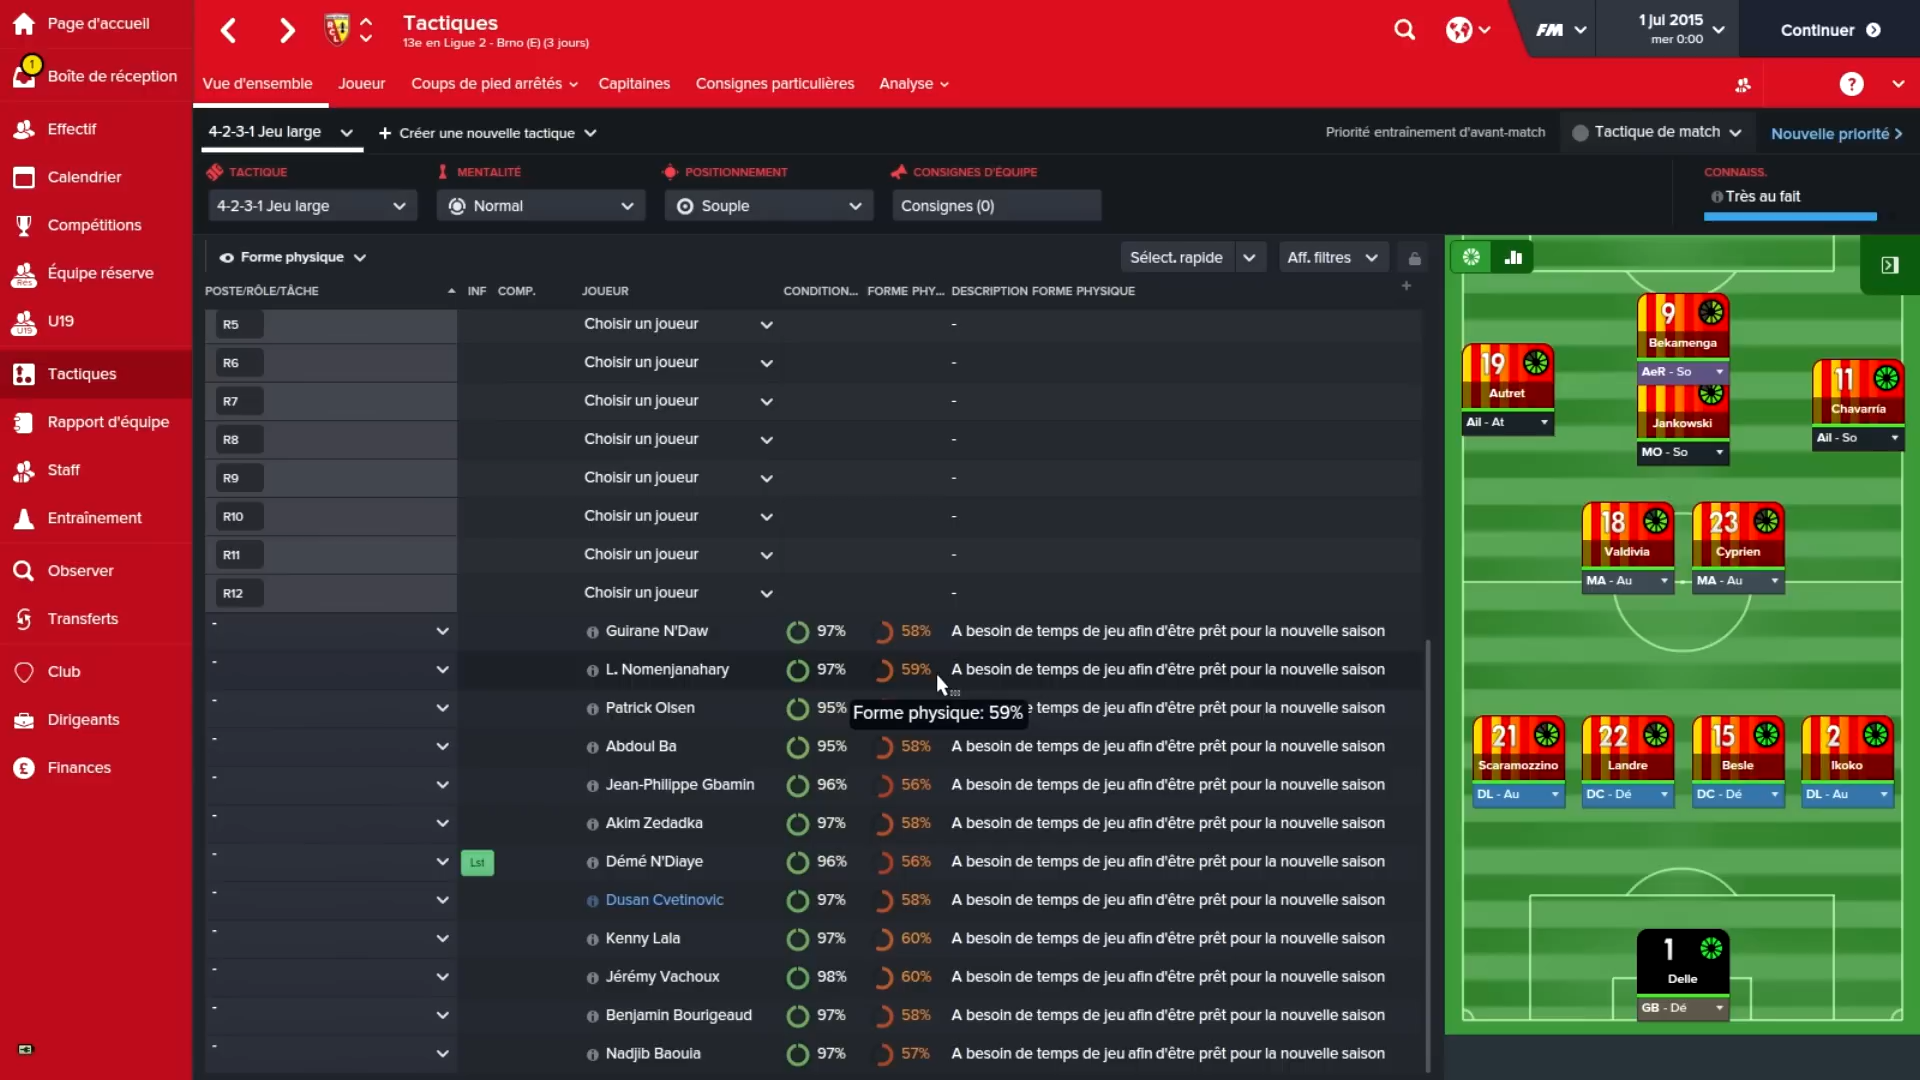 Page d'accueil
1
Boîte de réception
Effectif
Calendrier
Compétitions
Équipe réserve
U19
Tactiques
Rapport d'équipe
Staff
Entraînement
Observer
Transferts
Club
Dirigeants
Finances
Tactiques
13e en Ligue 2 - Brno (E) (3 jours)
FM
1 jui 2015
mer 0:00
Continuer
Vue d'ensemble
Joueur
Coups de pied arrêtés
Capitaines
Consignes particulières
Analyse
?
4-2-3-1 Jeu large
+ Créer une nouvelle tactique
Priorité entraînement d'avant-match
Tactique de match
Nouvelle priorité >
TACTIQUE
MENTALITÉ
POSITIONNEMENT
CONSIGNES D'ÉQUIPE
CONNAISS.
4-2-3-1 Jeu large
Normal
Souple
Consignes (0)
Très au fait
Forme physique
Sélect. rapide
Aff. filtres
POSTE/RÔLE/TÂCHE INF COMP. JOUEUR CONDITION... FORME PHY... DESCRIPTION FORME PHYSIQUE +
R5 Choisir un joueur -
R6 Choisir un joueur -
R7 Choisir un joueur -
R8 Choisir un joueur -
R9 Choisir un joueur -
R10 Choisir un joueur -
R11 Choisir un joueur -
R12 Choisir un joueur -
- Guirane N'Daw 97% 58% A besoin de temps de jeu afin d'être prêt pour la nouvelle saison
- L. Nomenjanahary 97% 59% A besoin de temps de jeu afin d'être prêt pour la nouvelle saison
- Patrick Olsen 95% e temps de jeu afin d'être prêt pour la nouvelle saison
Forme physique: 59%
- Abdoul Ba 95% 58% A besoin de temps de jeu afin d'être prêt pour la nouvelle saison
- Jean-Philippe Gbamin 96% 56% A besoin de temps de jeu afin d'être prêt pour la nouvelle saison
- Akim Zedadka 97% 58% A besoin de temps de jeu afin d'être prêt pour la nouvelle saison
- Lst Démé N'Diaye 96% 56% A besoin de temps de jeu afin d'être prêt pour la nouvelle saison
- Dusan Cvetinovic 97% 58% A besoin de temps de jeu afin d'être prêt pour la nouvelle saison
- Kenny Lala 97% 60% A besoin de temps de jeu afin d'être prêt pour la nouvelle saison
- Jérémy Vachoux 98% 60% A besoin de temps de jeu afin d'être prêt pour la nouvelle saison
- Benjamin Bourigeaud 97% 58% A besoin de temps de jeu afin d'être prêt pour la nouvelle saison
- Nadjib Baouia 97% 57% A besoin de temps de jeu afin d'être prêt pour la nouvelle saison
9
Bekamenga
AeR - So
19
Autret
Ail - At
11
Chavarría
Ail - So
Jankowski
MO - So
18
Valdivia
MA - Au
23
Cyprien
MA - Au
21
Scaramozzino
DL - Au
22
Landre
DC - Dé
15
Besle
DC - Dé
2
Ikoko
DL - Au
1
Delle
GB - Dé